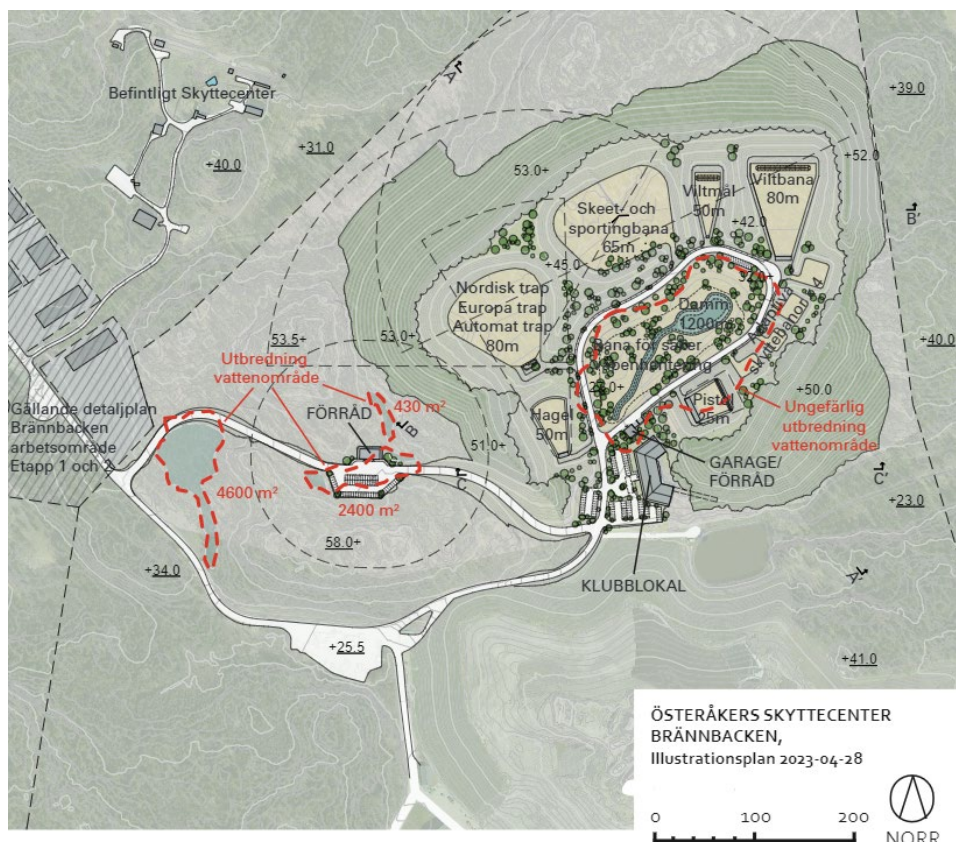 Befintligt Skyttecenter
+40.0
+31.0
A
+39.0
53.0+
+52.0
Viltmål
50m
Viltbana
80m
Skeet- och
sportingbana
65m
+42.0
B'
+45.0
Nordisk trap
Europa trap
Automat trap
80m
53.0+
53.5+
Damm
Bana för säker
+40.0
Utbredning
vattenområde
FÖRRÅD
430 m²
B
Gällande detaljplan
Brännbacken
arbetsområde
Etapp 1 och 2
Hagel
50m
Pistol
25m
+50.0
Ungefärlig
utbredning
vattenområde
51.0+
GARAGE/
FÖRRÅD
C
C'
4600 m²
2400 m²
+23.0
58.0+
+34.0
KLUBBLOKAL
A'
+25.5
+41.0
ÖSTERÅKERS SKYTTECENTER
BRÄNNBACKEN,
Illustrationsplan 2023-04-28
0 100 200
NORR